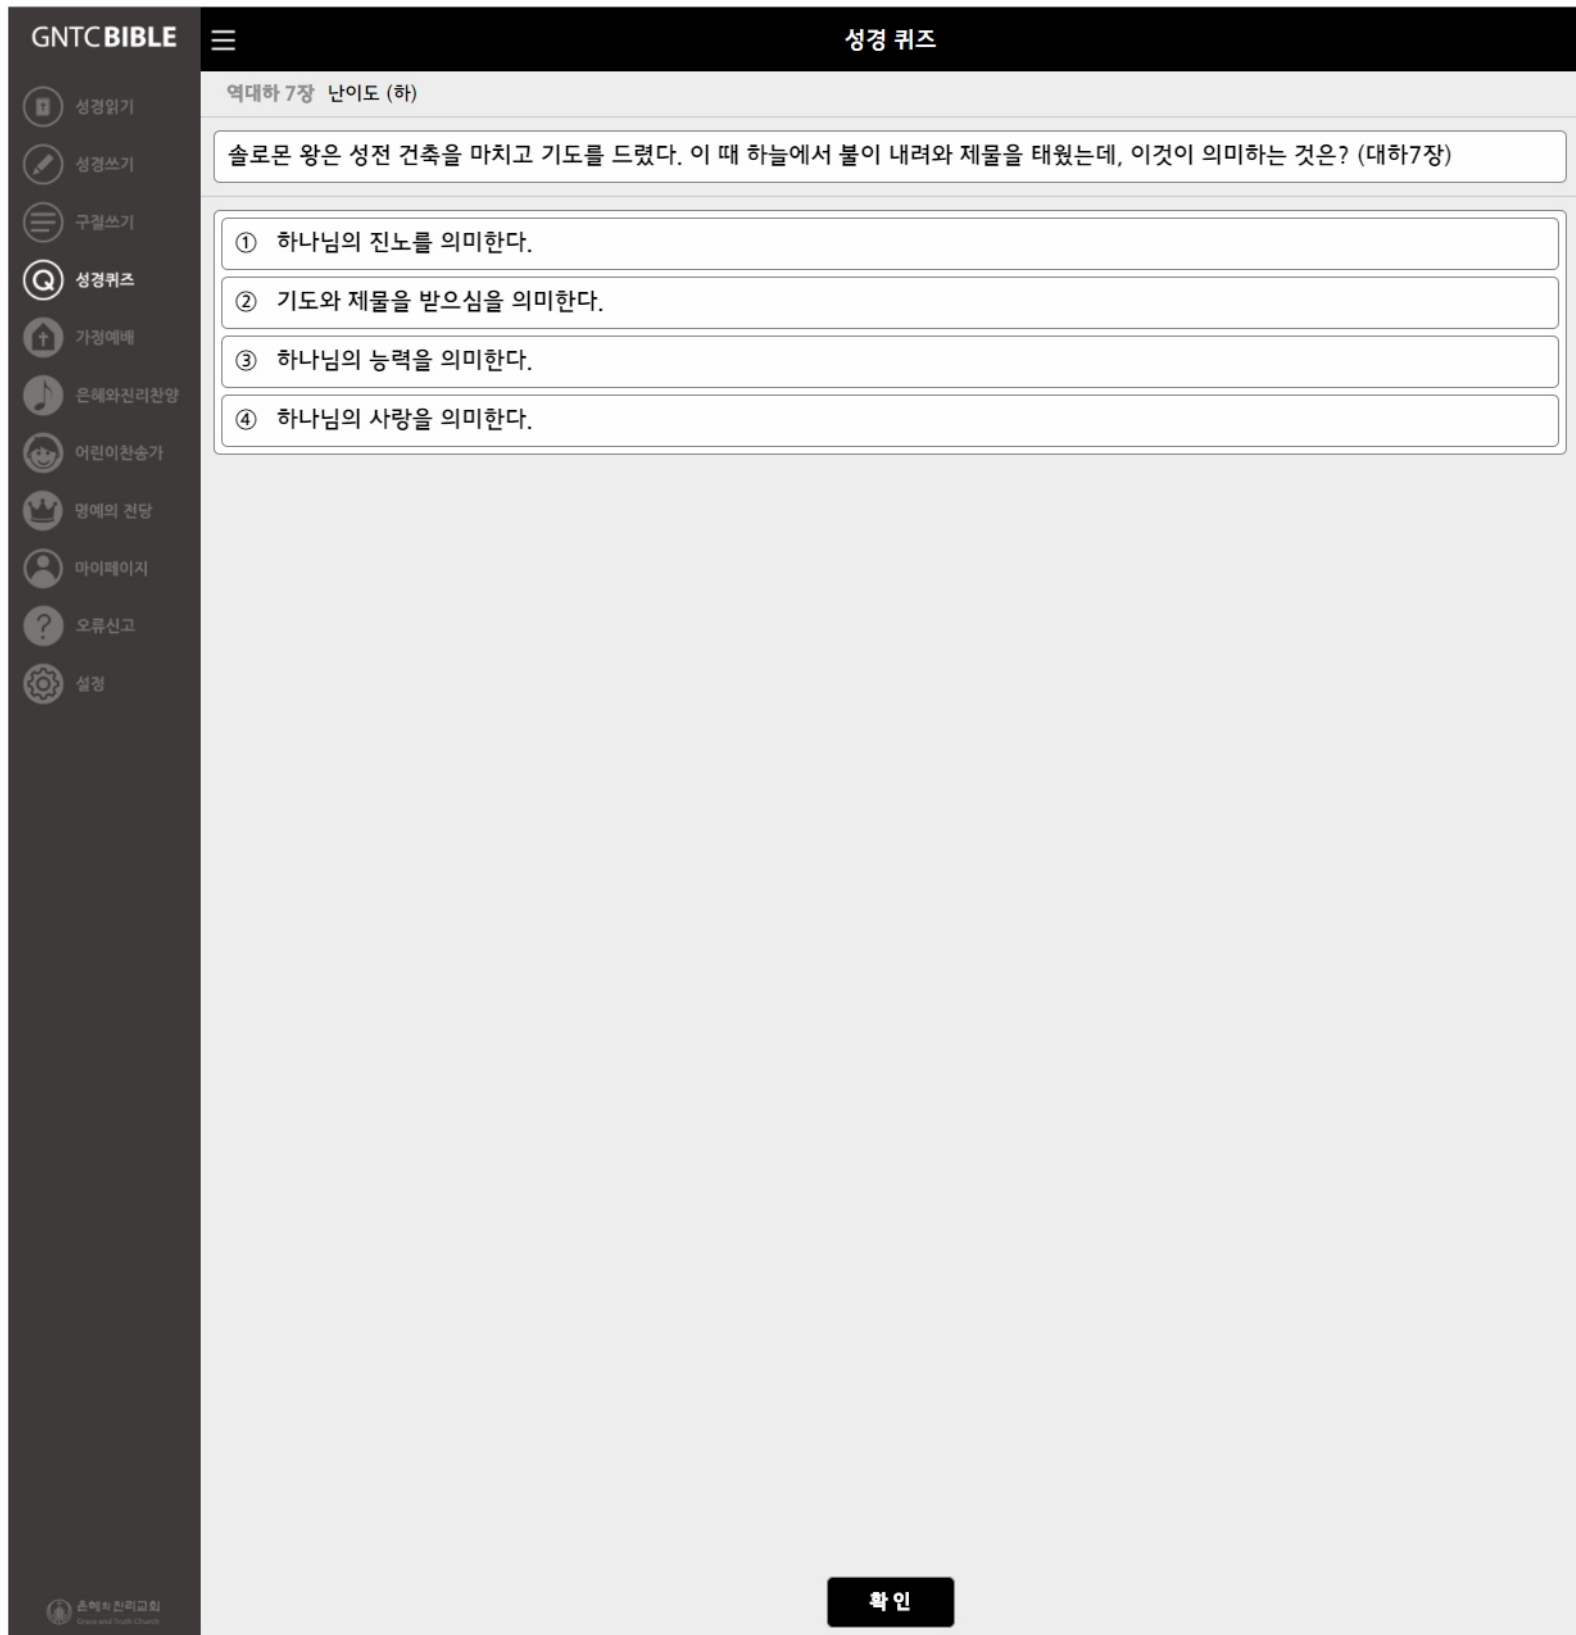 GNTC BIBLE
성경 퀴즈
성경읽기
성경쓰기
구절쓰기
성경퀴즈
가정예배
은혜와진리찬양
어린이찬송가
명예의 전당
마이페이지
오류신고
설정
은혜와 진리교회
Grace and Truth Church
역대하 7장 난이도 (하)
솔로몬 왕은 성전 건축을 마치고 기도를 드렸다. 이 때 하늘에서 불이 내려와 제물을 태웠는데, 이것이 의미하는 것은? (대하7장)
① 하나님의 진노를 의미한다.
② 기도와 제물을 받으심을 의미한다.
③ 하나님의 능력을 의미한다.
④ 하나님의 사랑을 의미한다.
확 인